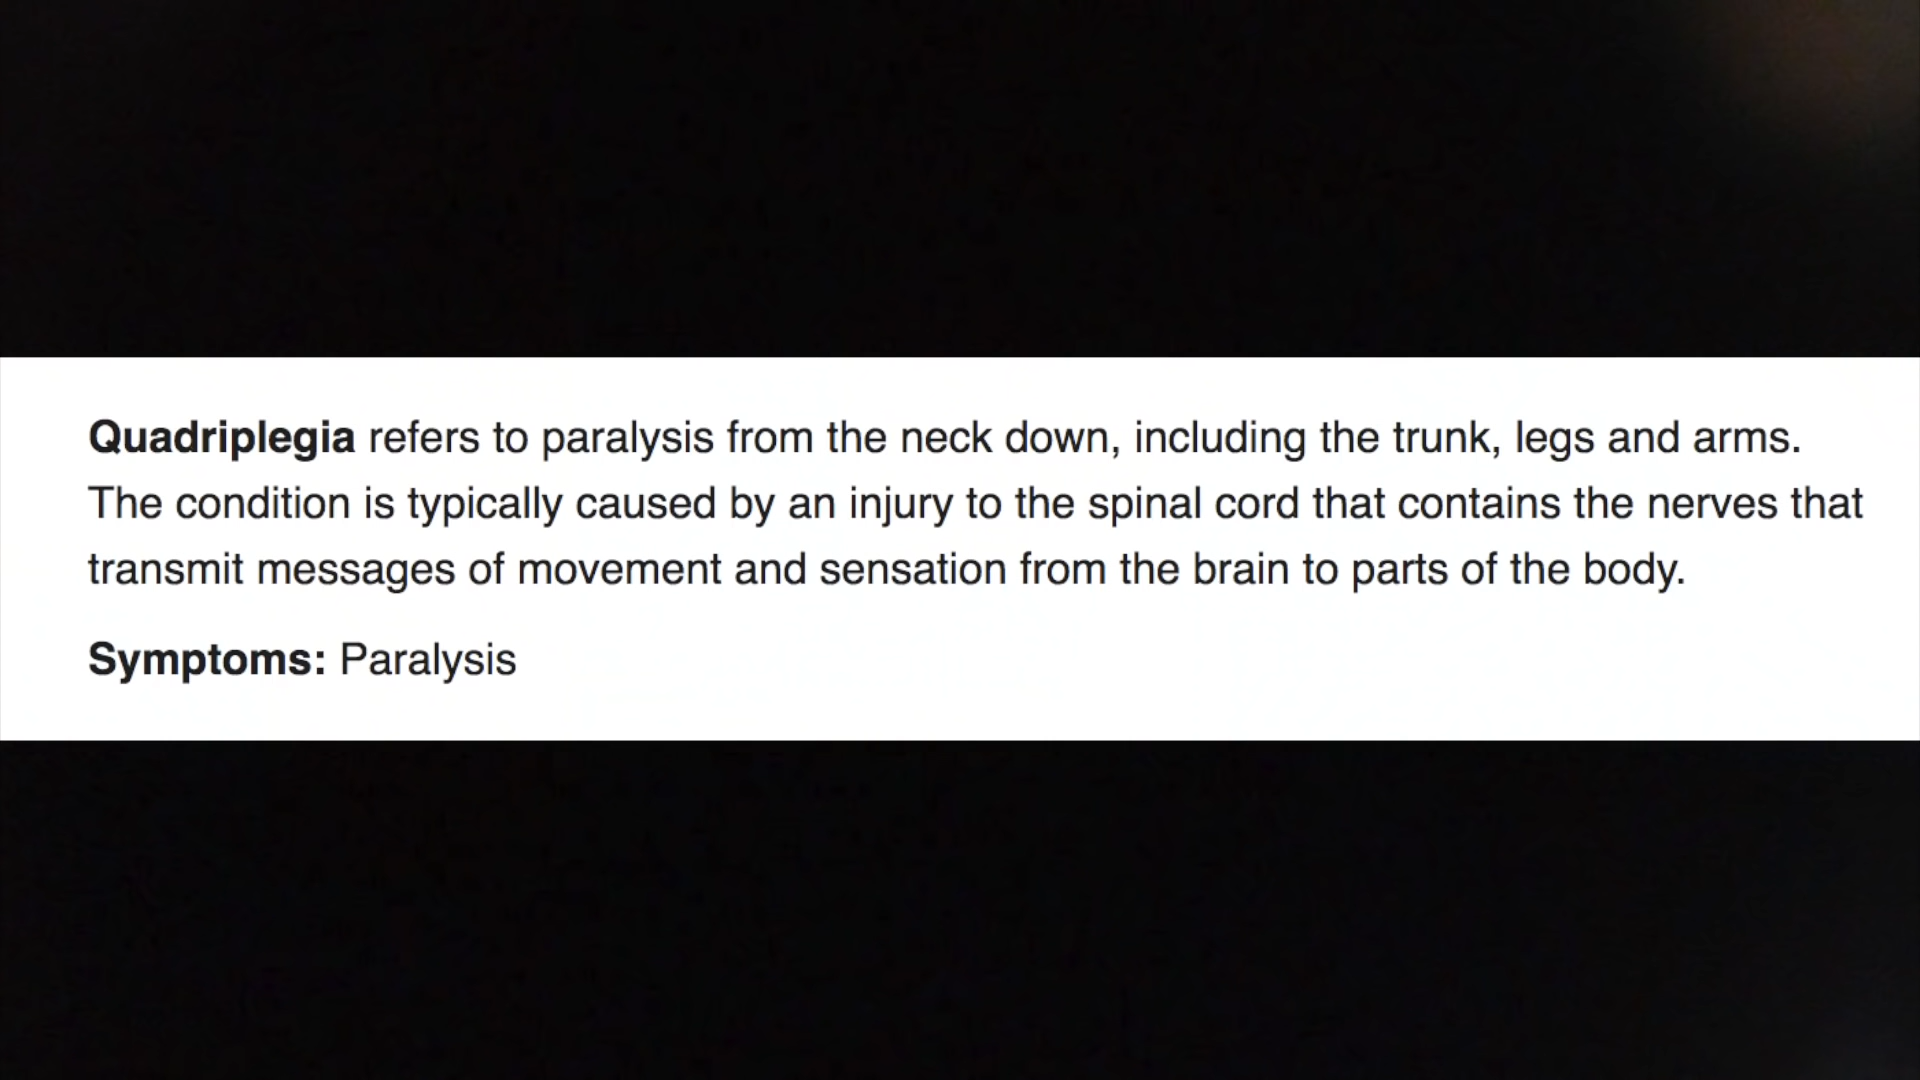 Quadriplegia refers to paralysis from the neck down, including the trunk, legs and arms.
The condition is typically caused by an injury to the spinal cord that contains the nerves that
transmit messages of movement and sensation from the brain to parts of the body.
Symptoms: Paralysis